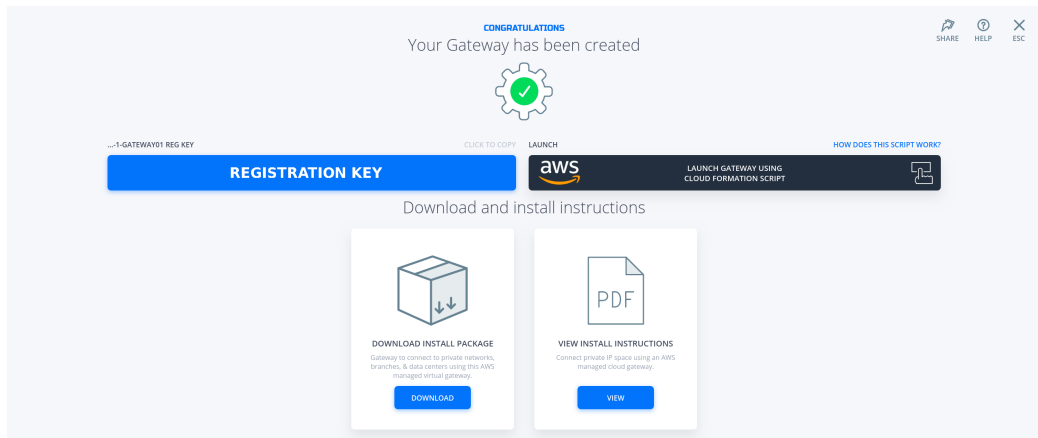 CONGRATULATIONS
Your Gateway has been created
SHARE
HELP
ESC
...-1-GATEWAY01 REG KEY
CLICK TO COPY
REGISTRATION KEY
LAUNCH
HOW DOES THIS SCRIPT WORK?
aws
LAUNCH GATEWAY USING
CLOUD FORMATION SCRIPT
Download and install instructions
DOWNLOAD INSTALL PACKAGE
Gateway to connect to private networks,
branches, & data centers using this AWS
managed virtual gateway.
DOWNLOAD
PDF
VIEW INSTALL INSTRUCTIONS
Connect private IP space using an AWS
managed cloud gateway.
VIEW